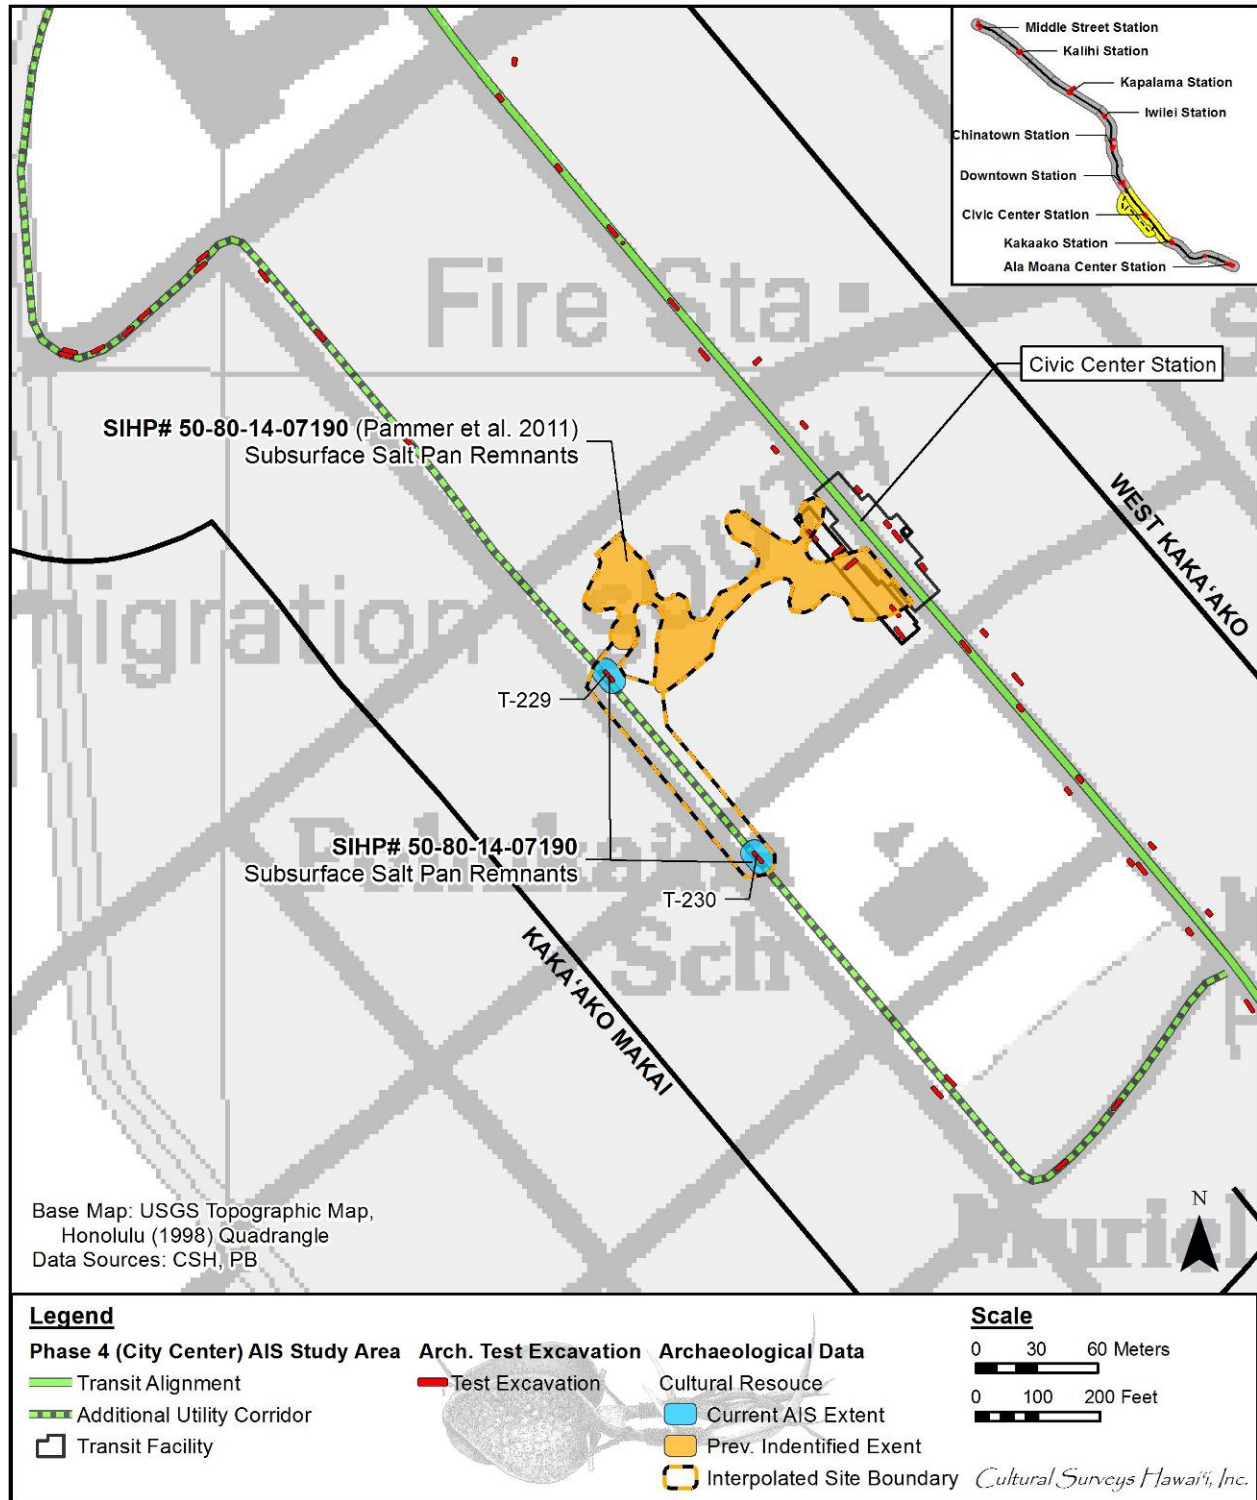 Middle Street Station
Kalihi Station
Kapalama Station
Iwilei Station
Chinatown Station
Downtown Station
Civic Center Station
Kakaako Station
Ala Moana Center Station
Fire Sta
Civic Center Station
SIHP# 50-80-14-07190 (Pammer et al. 2011)
Subsurface Salt Pan Remnants
WEST KAKA‘AKO
South
migration
T-229
SIHP# 50-80-14-07190
Subsurface Salt Pan Remnants
T-230
Sch
KAKA‘AKO MAKAI
Muriel
N
Base Map: USGS Topographic Map,
Honolulu (1998) Quadrangle
Data Sources: CSH, PB
Legend
Phase 4 (City Center) AIS Study Area
Transit Alignment
Additional Utility Corridor
Transit Facility
Arch. Test Excavation
Test Excavation
Archaeological Data
Cultural Resouce
Current AIS Extent
Prev. Indentified Exent
Interpolated Site Boundary
Scale
0 30 60 Meters
0 100 200 Feet
Cultural Surveys Hawai‘i, Inc.